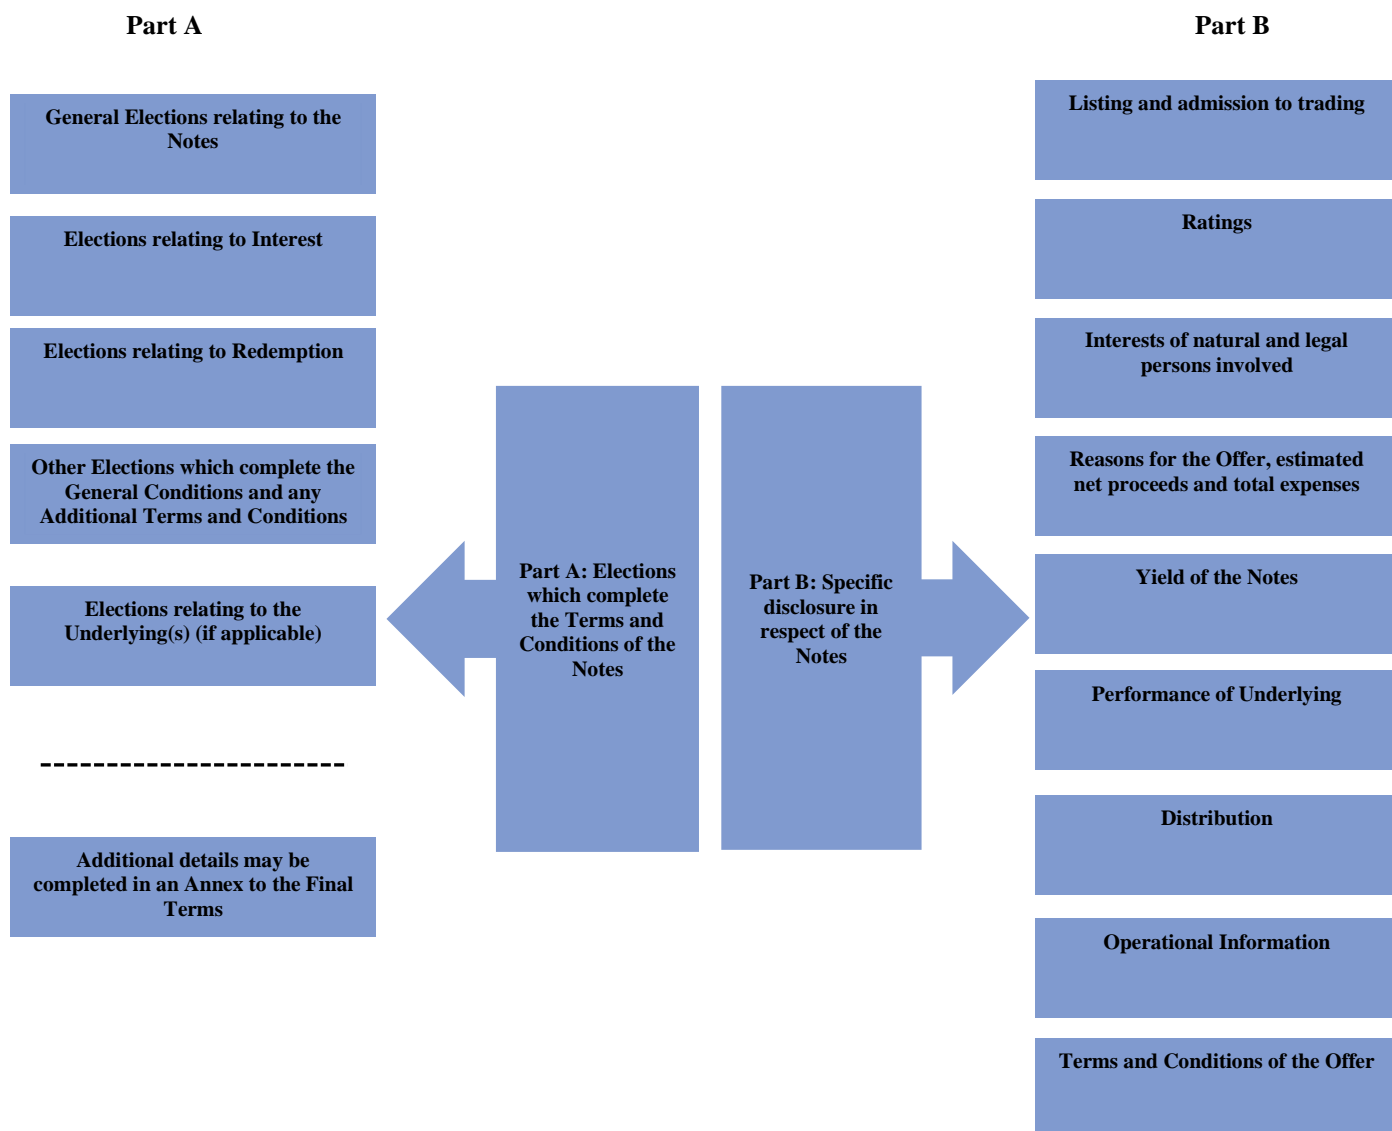 Part A
Part B
General Elections relating to the
Notes
Elections relating to Interest
Elections relating to Redemption
Other Elections which complete the
General Conditions and any
Additional Terms and Conditions
Elections relating to the
Underlying(s) (if applicable)
-----------------------
Additional details may be
completed in an Annex to the Final
Terms
Part A: Elections
which complete
the Terms and
Conditions of the
Notes
Part B: Specific
disclosure in
respect of the
Notes
Listing and admission to trading
Ratings
Interests of natural and legal
persons involved
Reasons for the Offer, estimated
net proceeds and total expenses
Yield of the Notes
Performance of Underlying
Distribution
Operational Information
Terms and Conditions of the Offer